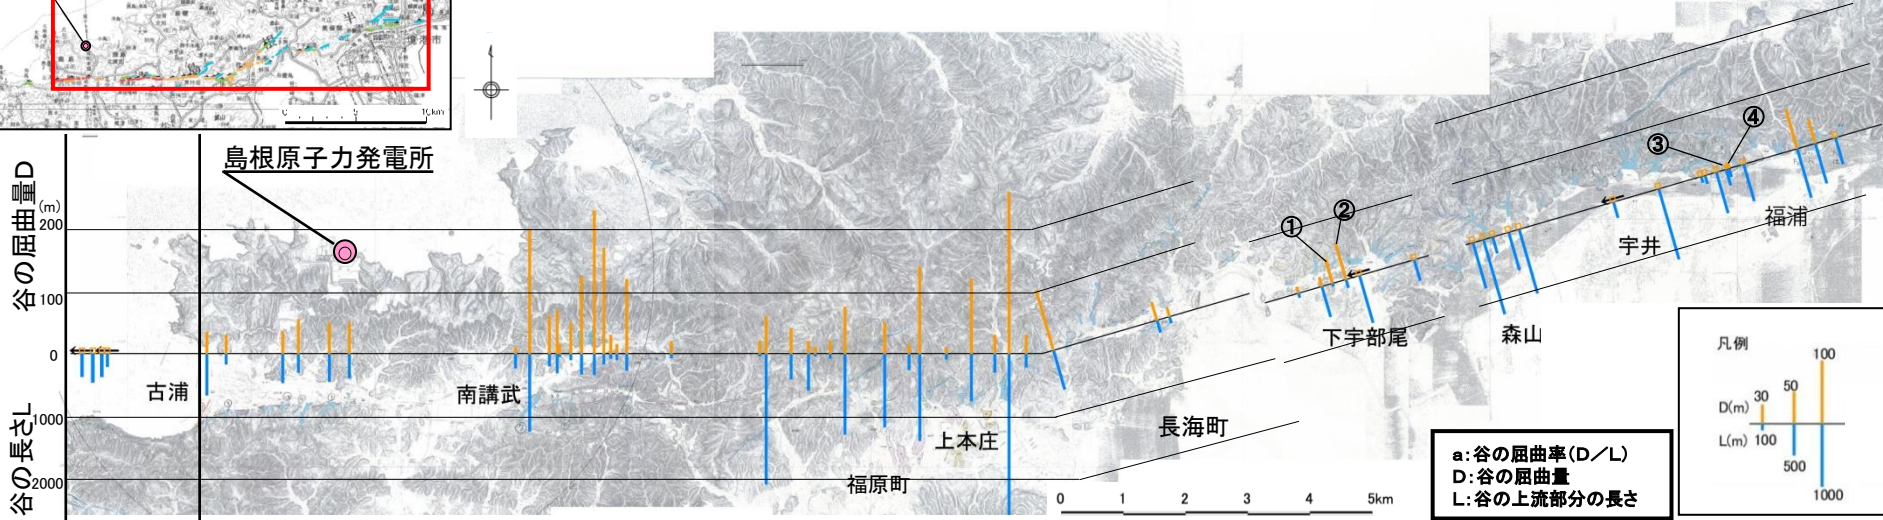 10km
島根原子力発電所
谷の屈曲量D
(m)
200
100
0
谷の長さL
1000
2000
古浦
南講武
福原町
上本庄
長海町
下宇部尾
森山
宇井
福浦
①
②
③
④
0 1 2 3 4 5km
a:谷の屈曲率(D/L)
D:谷の屈曲量
L:谷の上流部分の長さ
凡例
100
50
30
D(m)
L(m) 100
500
1000